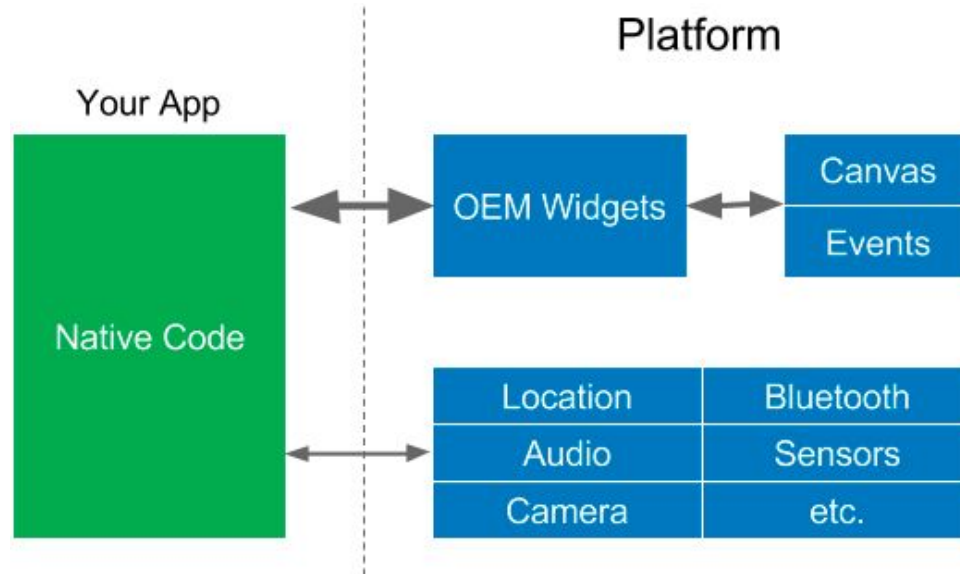 Platform
Your App
Native Code
OEM Widgets
Canvas
Events
Location
Bluetooth
Audio
Sensors
Camera
etc.